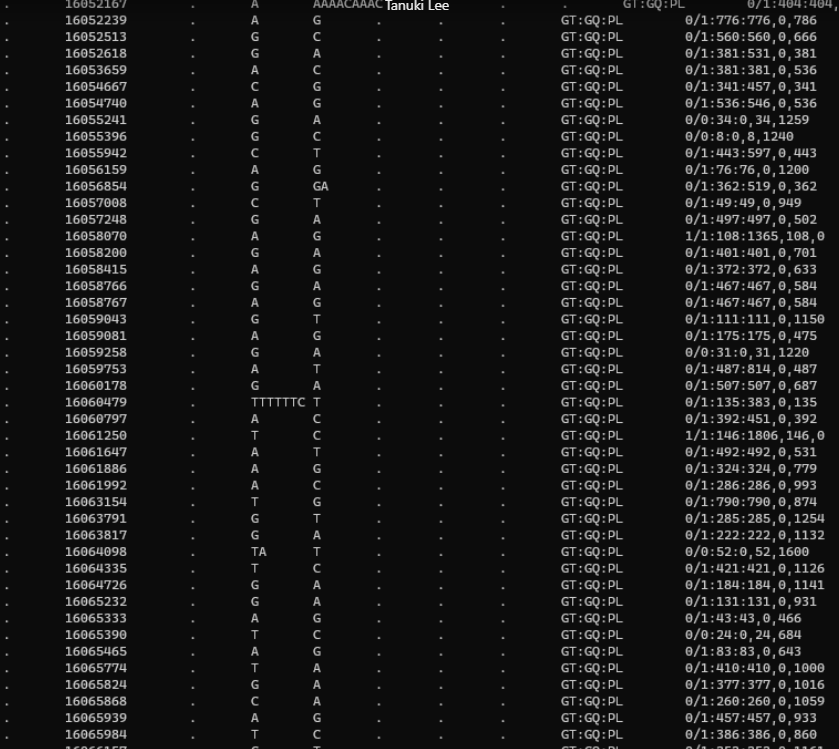 . 16052167 . A AAAACAAAC Tanuki Lee . GT:GQ:PL 0/1:404:404,
. 16052239 . A G . . . GT:GQ:PL 0/1:776:776,0,786
. 16052513 . G C . . . GT:GQ:PL 0/1:560:560,0,666
. 16052618 . G A . . . GT:GQ:PL 0/1:381:531,0,381
. 16053659 . A C . . . GT:GQ:PL 0/1:381:381,0,536
. 16054667 . C G . . . GT:GQ:PL 0/1:341:457,0,341
. 16054740 . A G . . . GT:GQ:PL 0/1:536:546,0,536
. 16055241 . G A . . . GT:GQ:PL 0/0:34:0,34,1259
. 16055396 . G C . . . GT:GQ:PL 0/0:8:0,8,1240
. 16055942 . C T . . . GT:GQ:PL 0/1:443:597,0,443
. 16056159 . A G . . . GT:GQ:PL 0/1:76:76,0,1200
. 16056854 . G GA . . . GT:GQ:PL 0/1:362:519,0,362
. 16057008 . C T . . . GT:GQ:PL 0/1:49:49,0,949
. 16057248 . G A . . . GT:GQ:PL 0/1:497:497,0,502
. 16058070 . A G . . . GT:GQ:PL 1/1:108:1365,108,0
. 16058200 . G A . . . GT:GQ:PL 0/1:401:401,0,701
. 16058415 . A G . . . GT:GQ:PL 0/1:372:372,0,633
. 16058766 . G A . . . GT:GQ:PL 0/1:467:467,0,584
. 16058767 . A G . . . GT:GQ:PL 0/1:467:467,0,584
. 16059043 . G T . . . GT:GQ:PL 0/1:111:111,0,1150
. 16059081 . A G . . . GT:GQ:PL 0/1:175:175,0,475
. 16059258 . G A . . . GT:GQ:PL 0/0:31:0,31,1220
. 16059753 . A T . . . GT:GQ:PL 0/1:487:814,0,487
. 16060178 . G A . . . GT:GQ:PL 0/1:507:507,0,687
. 16060479 . TTTTTTC T . . . GT:GQ:PL 0/1:135:383,0,135
. 16060797 . A C . . . GT:GQ:PL 0/1:392:451,0,392
. 16061250 . T C . . . GT:GQ:PL 1/1:146:1806,146,0
. 16061647 . A T . . . GT:GQ:PL 0/1:492:492,0,531
. 16061886 . A G . . . GT:GQ:PL 0/1:324:324,0,779
. 16061992 . A C . . . GT:GQ:PL 0/1:286:286,0,993
. 16063154 . T G . . . GT:GQ:PL 0/1:790:790,0,874
. 16063791 . G T . . . GT:GQ:PL 0/1:285:285,0,1254
. 16063817 . G A . . . GT:GQ:PL 0/1:222:222,0,1132
. 16064098 . TA T . . . GT:GQ:PL 0/0:52:0,52,1600
. 16064335 . T C . . . GT:GQ:PL 0/1:421:421,0,1126
. 16064726 . G A . . . GT:GQ:PL 0/1:184:184,0,1141
. 16065232 . G A . . . GT:GQ:PL 0/1:131:131,0,931
. 16065333 . A G . . . GT:GQ:PL 0/1:43:43,0,466
. 16065390 . T C . . . GT:GQ:PL 0/0:24:0,24,684
. 16065465 . A G . . . GT:GQ:PL 0/1:83:83,0,643
. 16065774 . T A . . . GT:GQ:PL 0/1:410:410,0,1000
. 16065824 . G A . . . GT:GQ:PL 0/1:377:377,0,1016
. 16065868 . C A . . . GT:GQ:PL 0/1:260:260,0,1059
. 16065939 . A G . . . GT:GQ:PL 0/1:457:457,0,933
. 16065984 . T C . . . GT:GQ:PL 0/1:386:386,0,860